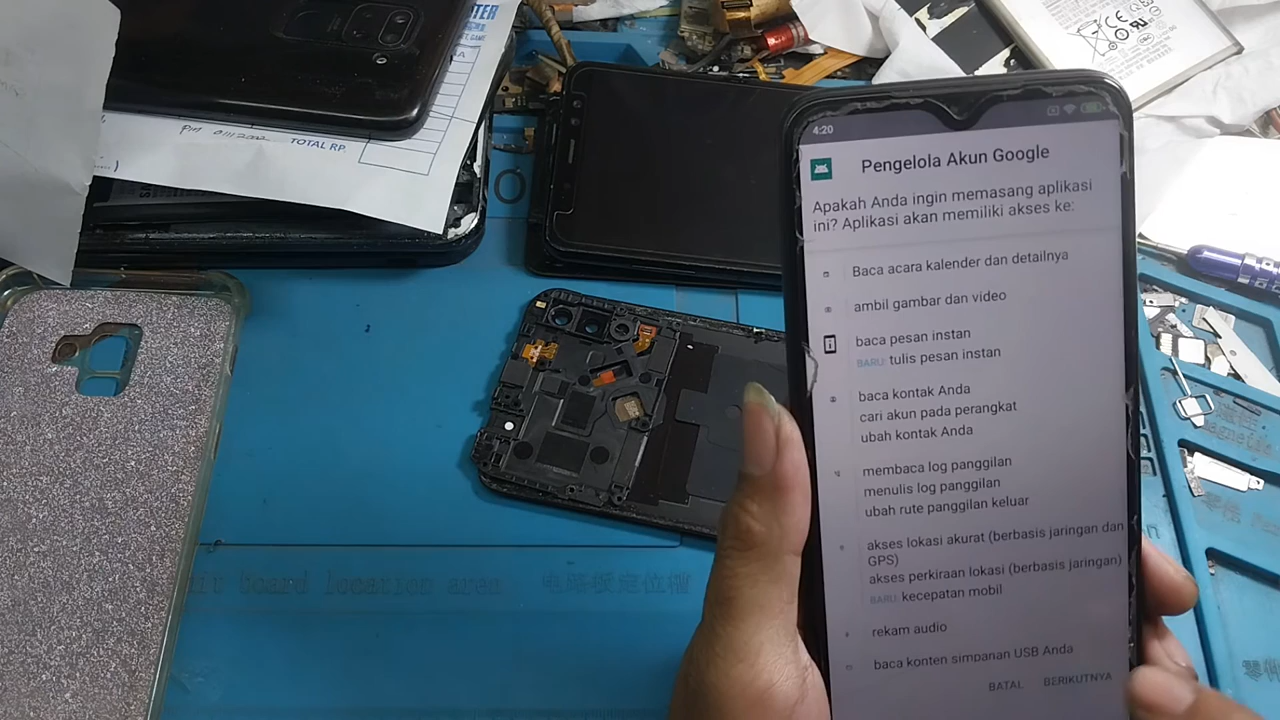 TOTAL RP.
4:20
Pengelola Akun Google
Apakah Anda ingin memasang aplikasi
ini? Aplikasi akan memiliki akses ke:
Baca acara kalender dan detailnya
ambil gambar dan video
baca pesan instan
BARU: tulis pesan instan
baca kontak Anda
cari akun pada perangkat
ubah kontak Anda
membaca log panggilan
menulis log panggilan
ubah rute panggilan keluar
akses lokasi akurat (berbasis jaringan dan
GPS)
akses perkiraan lokasi (berbasis jaringan)
BARU: kecepatan mobil
rekam audio
baca konten simpanan USB Anda
BATAL BERIKUTNYA
board location area